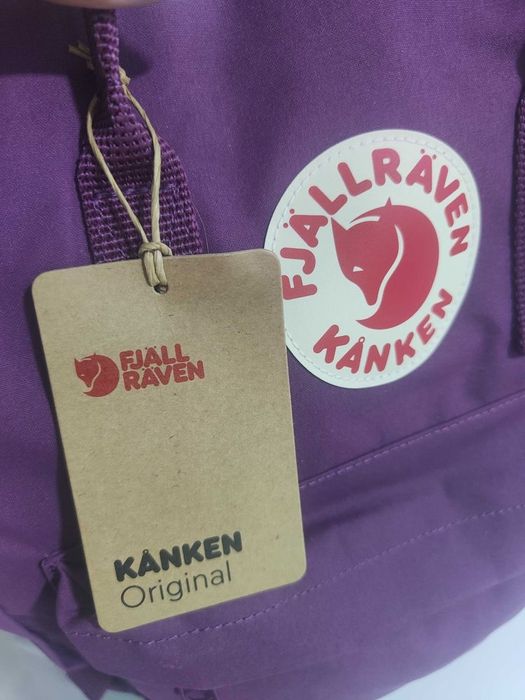 FJÄLLRÄVEN
KÅNKEN
FJÄLL
RÄVEN
KÅNKEN
Original